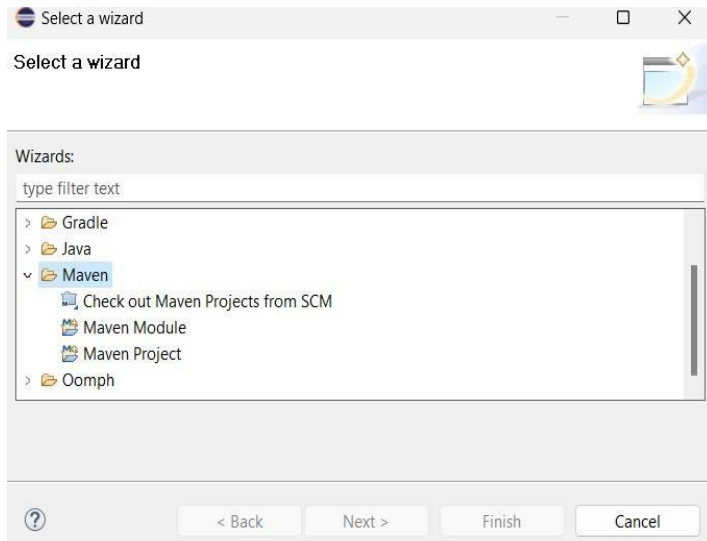 Select a wizard
Select a wizard
Wizards:
type filter text
Gradle
Java
Maven
Check out Maven Projects from SCM
Maven Module
Maven Project
Oomph
? < Back Next > Finish Cancel